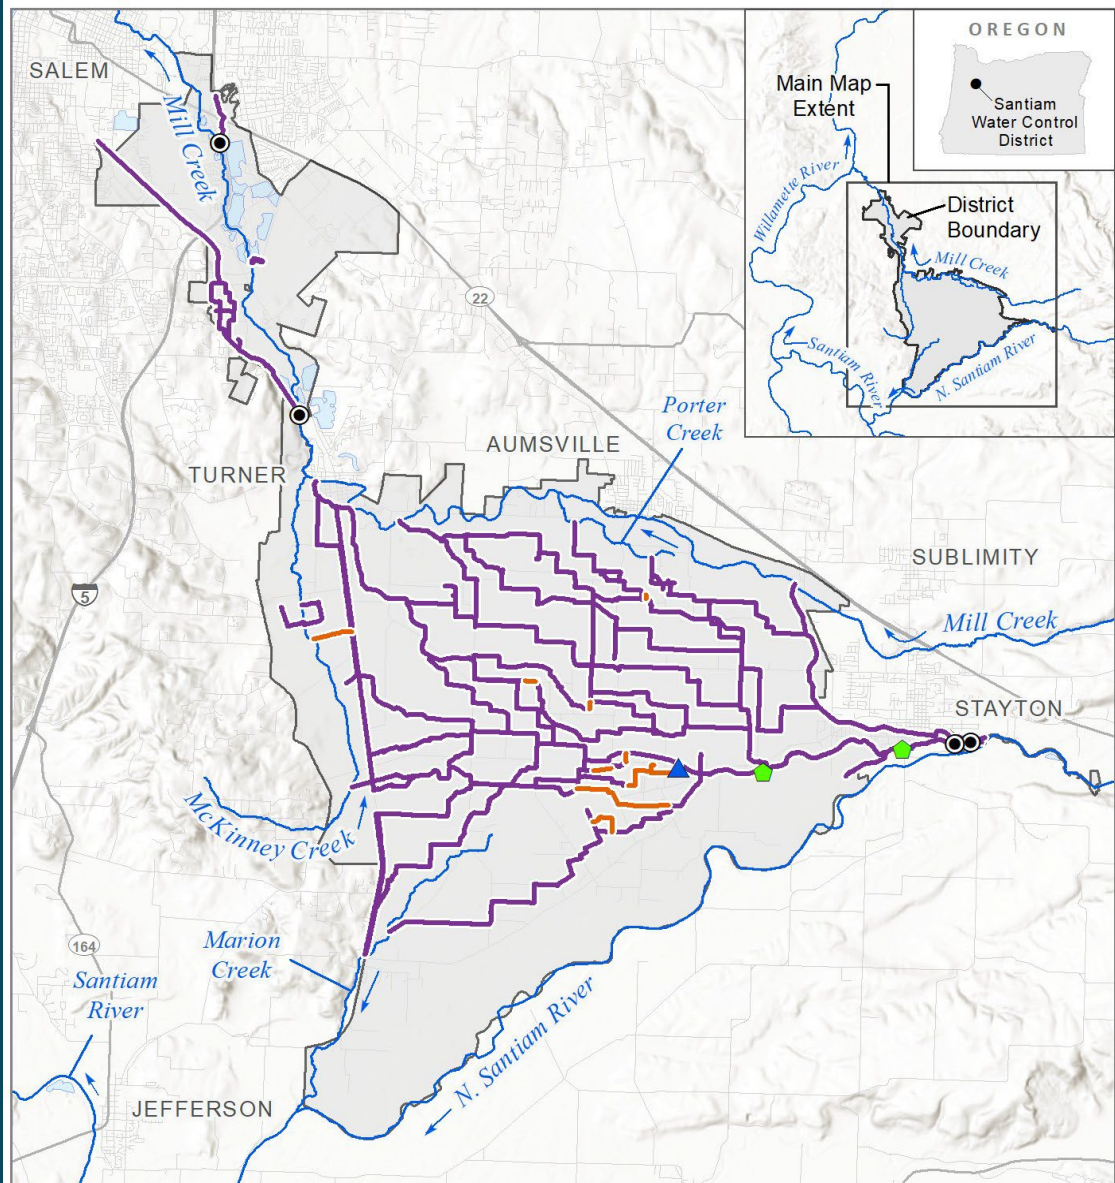 OREGON
Santiam
Water Control
District
Main Map
Extent
Willamette River
District
Boundary
Mill Creek
Santiam River
N. Santiam River
SALEM
Mill Creek
22
Porter
Creek
AUMSVILLE
TURNER
SUBLIMITY
5
Mill Creek
STAYTON
McKinney Creek
164
Marion
Creek
Santiam
River
N. Santiam River
JEFFERSON